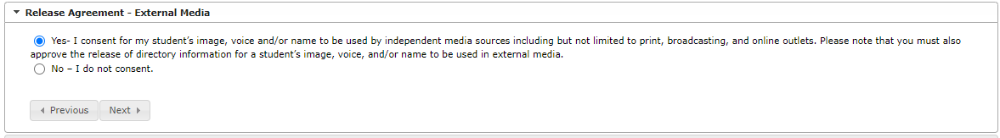 Release Agreement - External Media
Yes- I consent for my student’s image, voice and/or name to be used by independent media sources including but not limited to print, broadcasting, and online outlets. Please note that you must also
approve the release of directory information for a student’s image, voice, and/or name to be used in external media.
No – I do not consent.
Previous Next